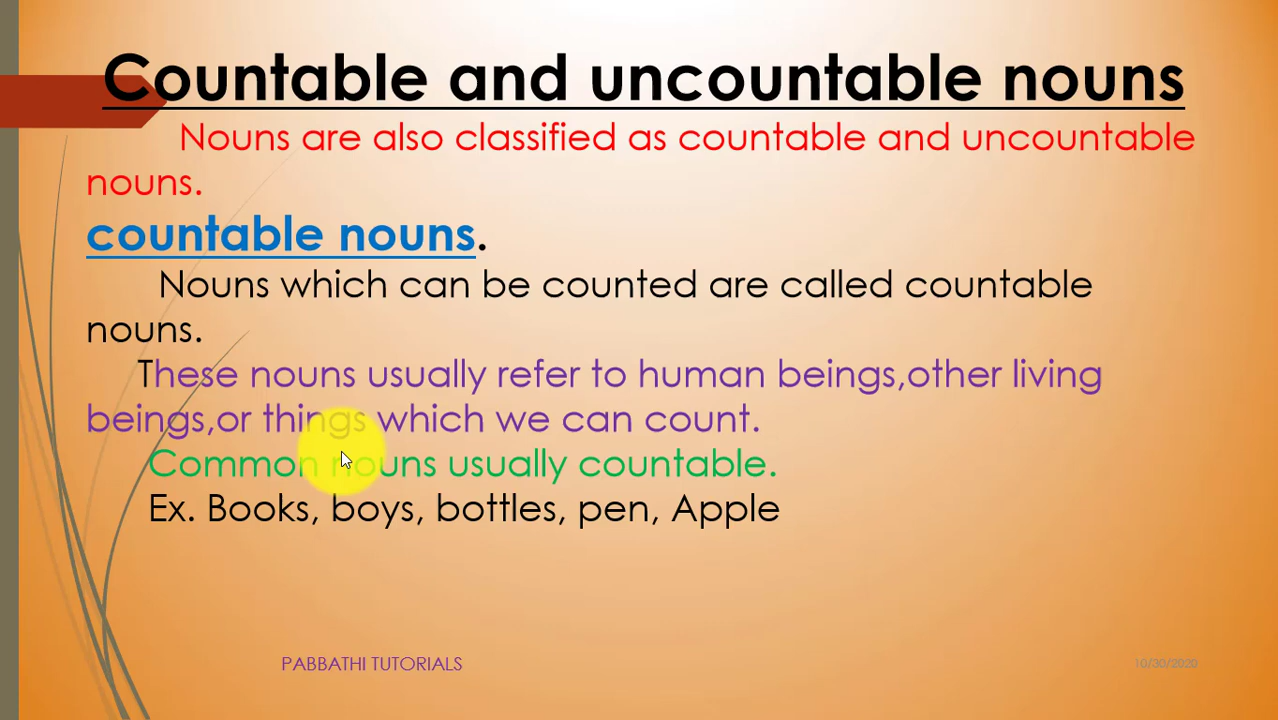 Countable and uncountable nouns
Nouns are also classified as countable and uncountable
nouns.
countable nouns.
Nouns which can be counted are called countable
nouns.
These nouns usually refer to human beings,other living
beings,or things which we can count.
Common nouns usually countable.
Ex. Books, boys, bottles, pen, Apple
PABBATHI TUTORIALS
10/30/2020